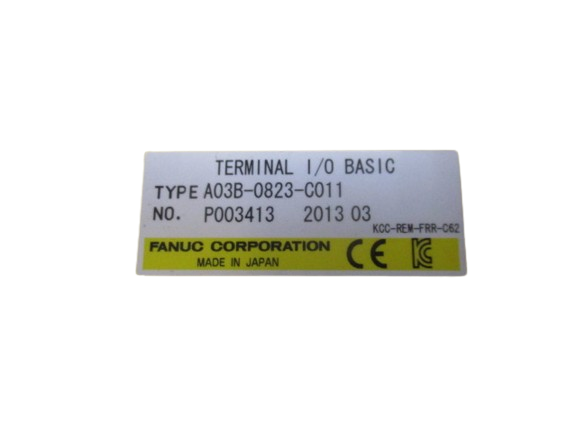 TERMINAL I/O BASIC
TYPE A03B-0823-C011
NO. P003413 2013 03
KCC-REM-FRR-C62
FANUC CORPORATION CE
MADE IN JAPAN